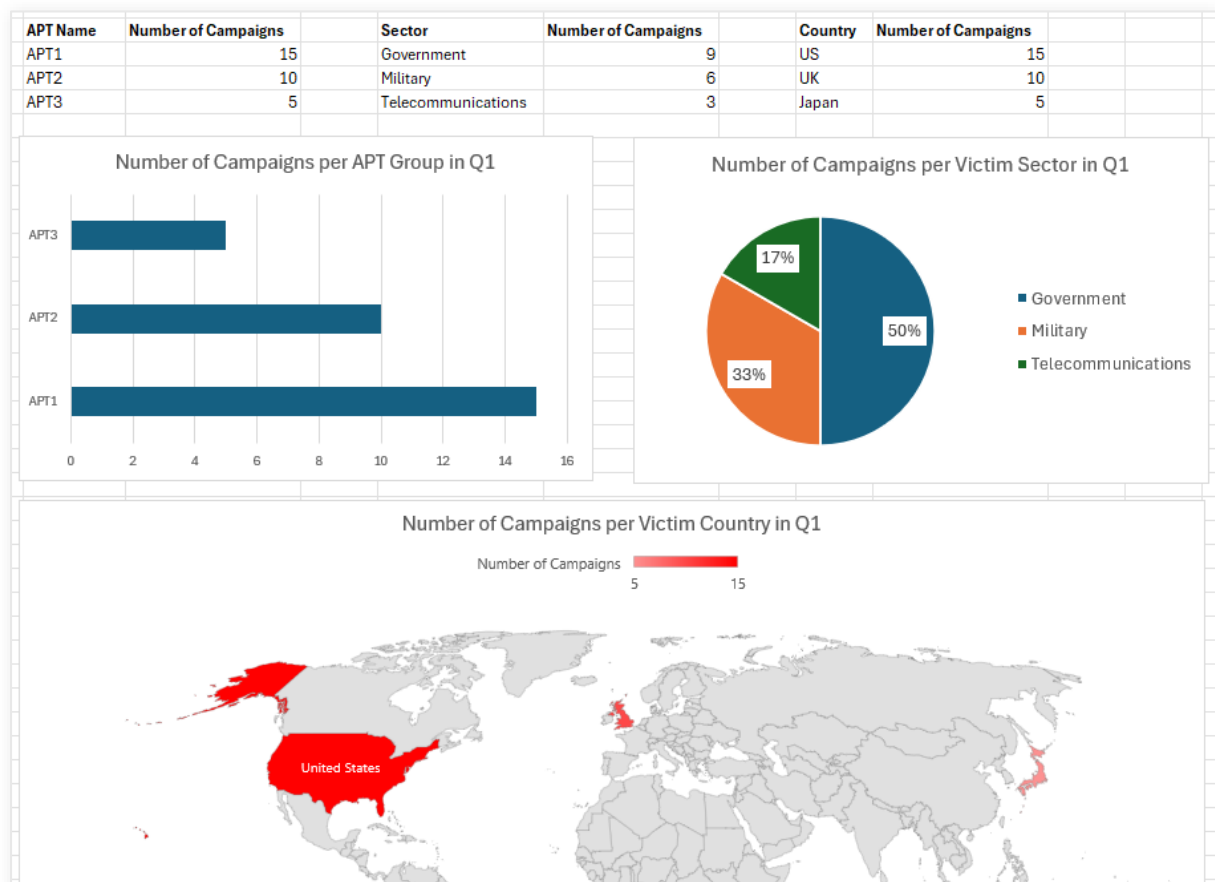 APT Name Number of Campaigns Sector Number of Campaigns Country Number of Campaigns
APT1 15 Government 9 US 15
APT2 10 Military 6 UK 10
APT3 5 Telecommunications 3 Japan 5
Number of Campaigns per APT Group in Q1
APT3
APT2
APT1
0 2 4 6 8 10 12 14 16
Number of Campaigns per Victim Sector in Q1
17%
50%
33%
Government
Military
Telecommunications
Number of Campaigns per Victim Country in Q1
Number of Campaigns
5 15
United States